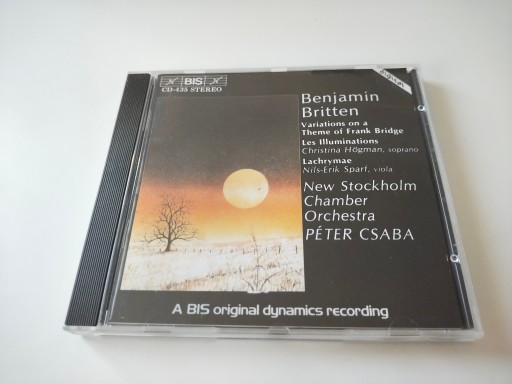 BIS
CD-435 STEREO
digital
Benjamin
Britten
Variations on a
Theme of Frank Bridge
Les Illuminations
Christina Högman, soprano
Lachrymae
Nils-Erik Sparf, viola
New Stockholm
Chamber
Orchestra
PÉTER CSABA
A BIS original dynamics recording